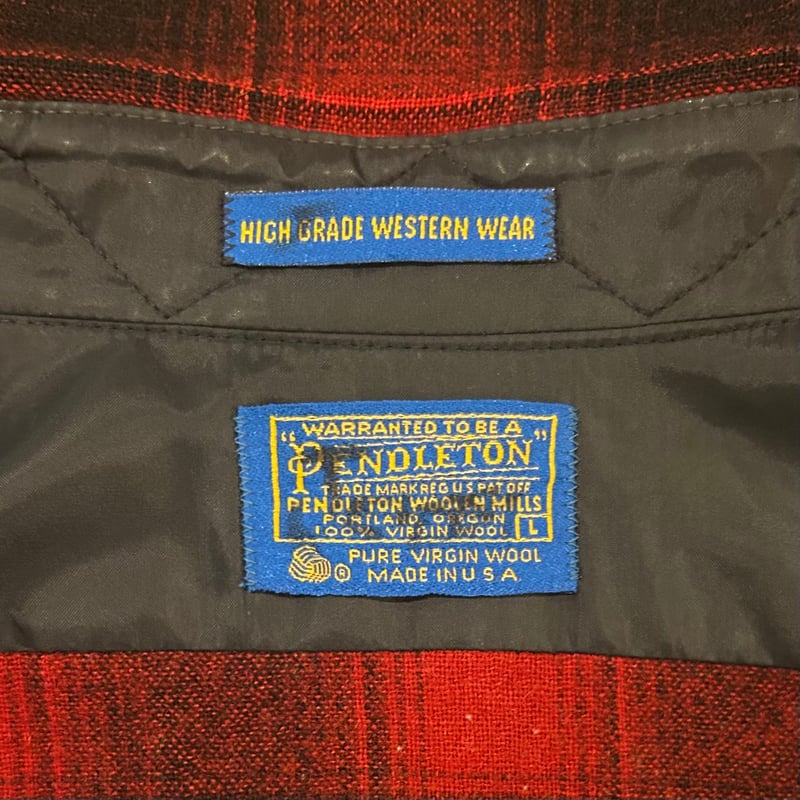 HIGH GRADE WESTERN WEAR
WARRANTED TO BE A
"PENDLETON"
TRADE MARK REG U S PAT OFF
PENDLETON WOOLEN MILLS
PORTLAND, OREGON
100% VIRGIN WOOL L
® PURE VIRGIN WOOL
MADE IN U S A